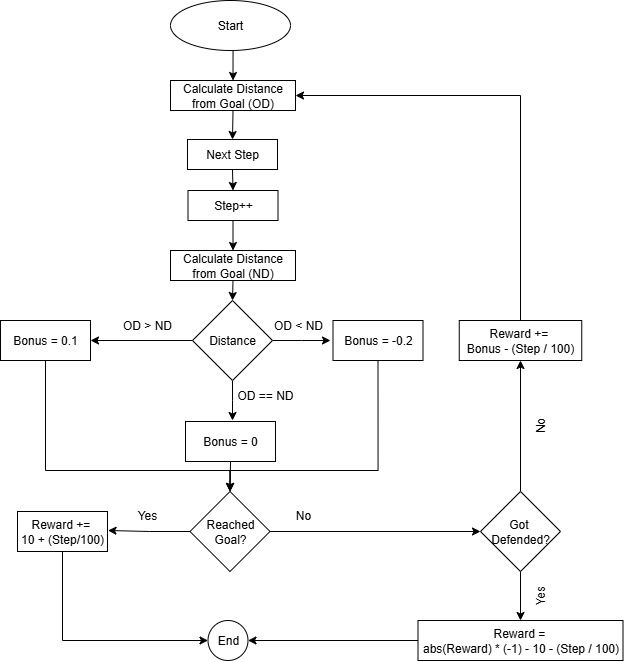 Start
Calculate Distance
from Goal (OD)
Next Step
Step++
Calculate Distance
from Goal (ND)
OD > ND
OD < ND
Bonus = 0.1
Distance
Bonus = -0.2
Reward +=
Bonus - (Step / 100)
OD == ND
Bonus = 0
No
Yes
No
Reward +=
10 + (Step/100)
Reached
Goal?
Got
Defended?
Yes
End
Reward =
abs(Reward) * (-1) - 10 - (Step / 100)